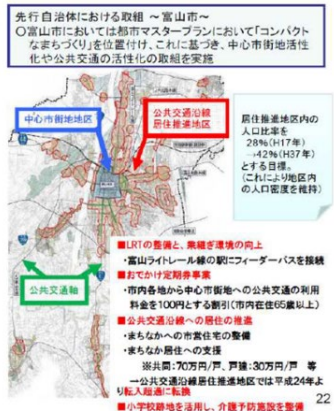 先行自治体における取組 ~富山市~
○富山市においては都市マスタープランにおいて「コンパクト
なまちづくり」を位置付け、これに基づき、中心市街地活性
化や公共交通の活性化の取組を実施
中心市街地地区
公共交通沿線
居住推進地区
居住推進地区内の
人口比率を
28%(H17年)
→42%(H37年)
とする目標。
(これにより地区内
の人口密度を維持)
公共交通軸
■LRTの整備と、乗継ぎ環境の向上
・富山ライトレール線の駅にフィーダーバスを接続
■おでかけ定期券事業
・市内各地から中心市街地への公共交通の利用
料金を100円とする割引(市内在住65歳以上)
■公共交通沿線への居住の推進
・まちなかへの市営住宅の整備
・まちなか居住への支援
※共同:70万円/戸、戸建:30万円/戸 等
→公共交通沿線居住推進地区では平成24年よ
り転入超過に転換
■小学校跡地を活用し、介護予防施設を整備
22